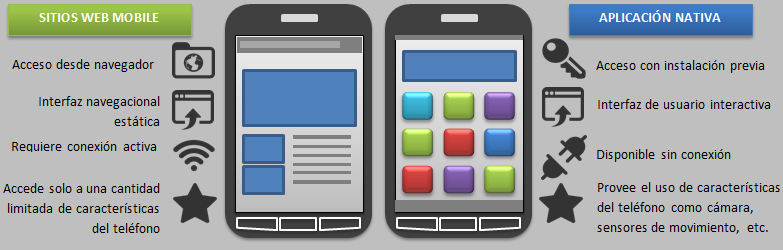 SITIOS WEB MOBILE
Acceso desde navegador
Interfaz navegacional
estática
Requiere conexión activa
Accede solo a una cantidad
limitada de características
del teléfono
APLICACIÓN NATIVA
Acceso con instalación previa
Interfaz de usuario interactiva
Disponible sin conexión
Provee el uso de características
del teléfono como cámara,
sensores de movimiento, etc.